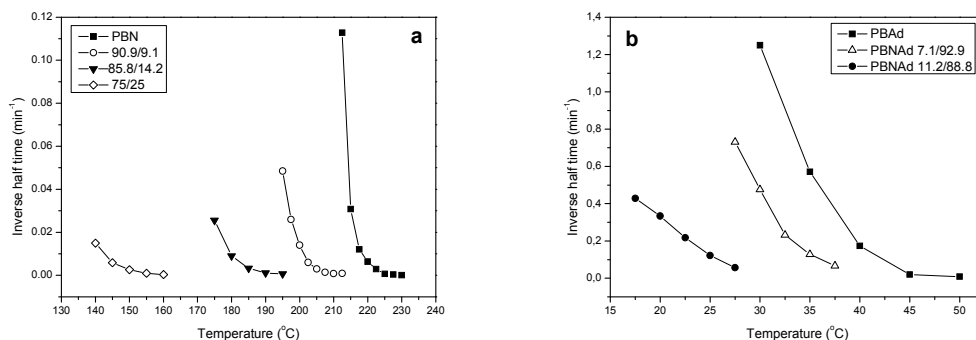 a
PBN
90.9/9.1
85.8/14.2
75/25
0.12
0.10
0.08
0.06
0.04
0.02
0.00
Inverse half time (min⁻¹)
130 140 150 160 170 180 190 200 210 220 230
Temperature (°C)
b
PBAd
PBNAd 7.1/92.9
PBNAd 11.2/88.8
1,4
1,2
1,0
0,8
0,6
0,4
0,2
0,0
Inverse half time (min⁻¹)
15 20 25 30 35 40 45 50
Temperature (°C)